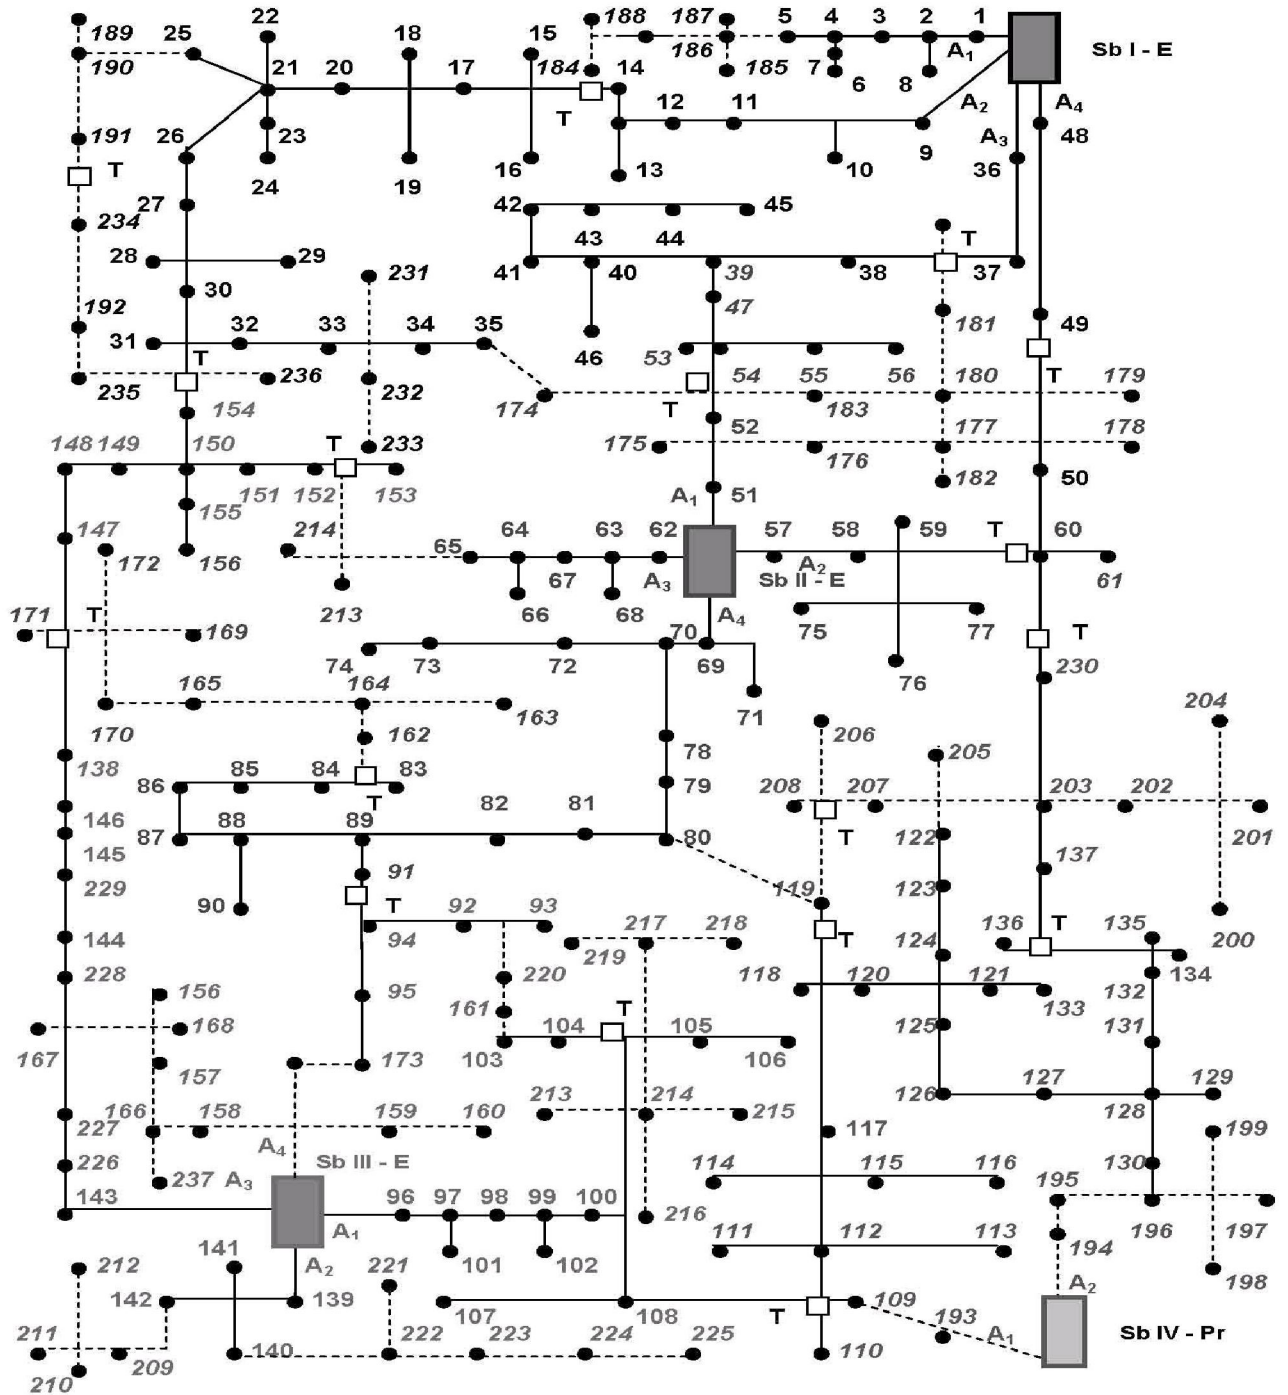 188 187 5 4 3 2 1
22
189 25 18 15 Sb I - E
190 186 A1
21 20 17 184 14 7 6 8
185
12 11 A2 A4
191 26 23 T 9 A3 48
T 24 19 16 13 10 36
27 42 45
234
43 44 T
28 29 41 40 39 38 37
231
30 47
192 181
31 32 33 34 35 46 53 49
T
235 236 54 55 56 180 T 179
154 232 174 T 183
52 177
148 149 150 T 233 175 176 178
151 152 153 182
A1 51 50
155
147 214 64 63 62 57 58 59 T 60
172 156 65 A2
67 A3 Sb II - E 61
213 66 68 A4 75 77
171 T 169
70
74 73 72 69 T
76 230
165 164 163 71 204
170 162 206
138 78 205
86 85 84 83 79 208 207 203 202
T 82 81
146 87 88 89 80 T 122 201
145
229 91 137
90 119 123
T 92 93 217 218 136 T 135
144 94 219 T 124 200
228 220 118 120 121 134
156 95 161 132
T 133
168 104 105 125 131
167 103 106
157 173
213 214 126 127 129
166 158 159 160 215 128
227 117 199
A4
226 Sb III - E 114 115 116 130
237 A3 195
143 96 97 98 99 100 216 196 197
A1 111 112 113
141 A2 101 102 194
212 221 198
A2
142 139 107 108 T 109
193 A1 Sb IV - Pr
211 140 222 223 224 225 110
209
210